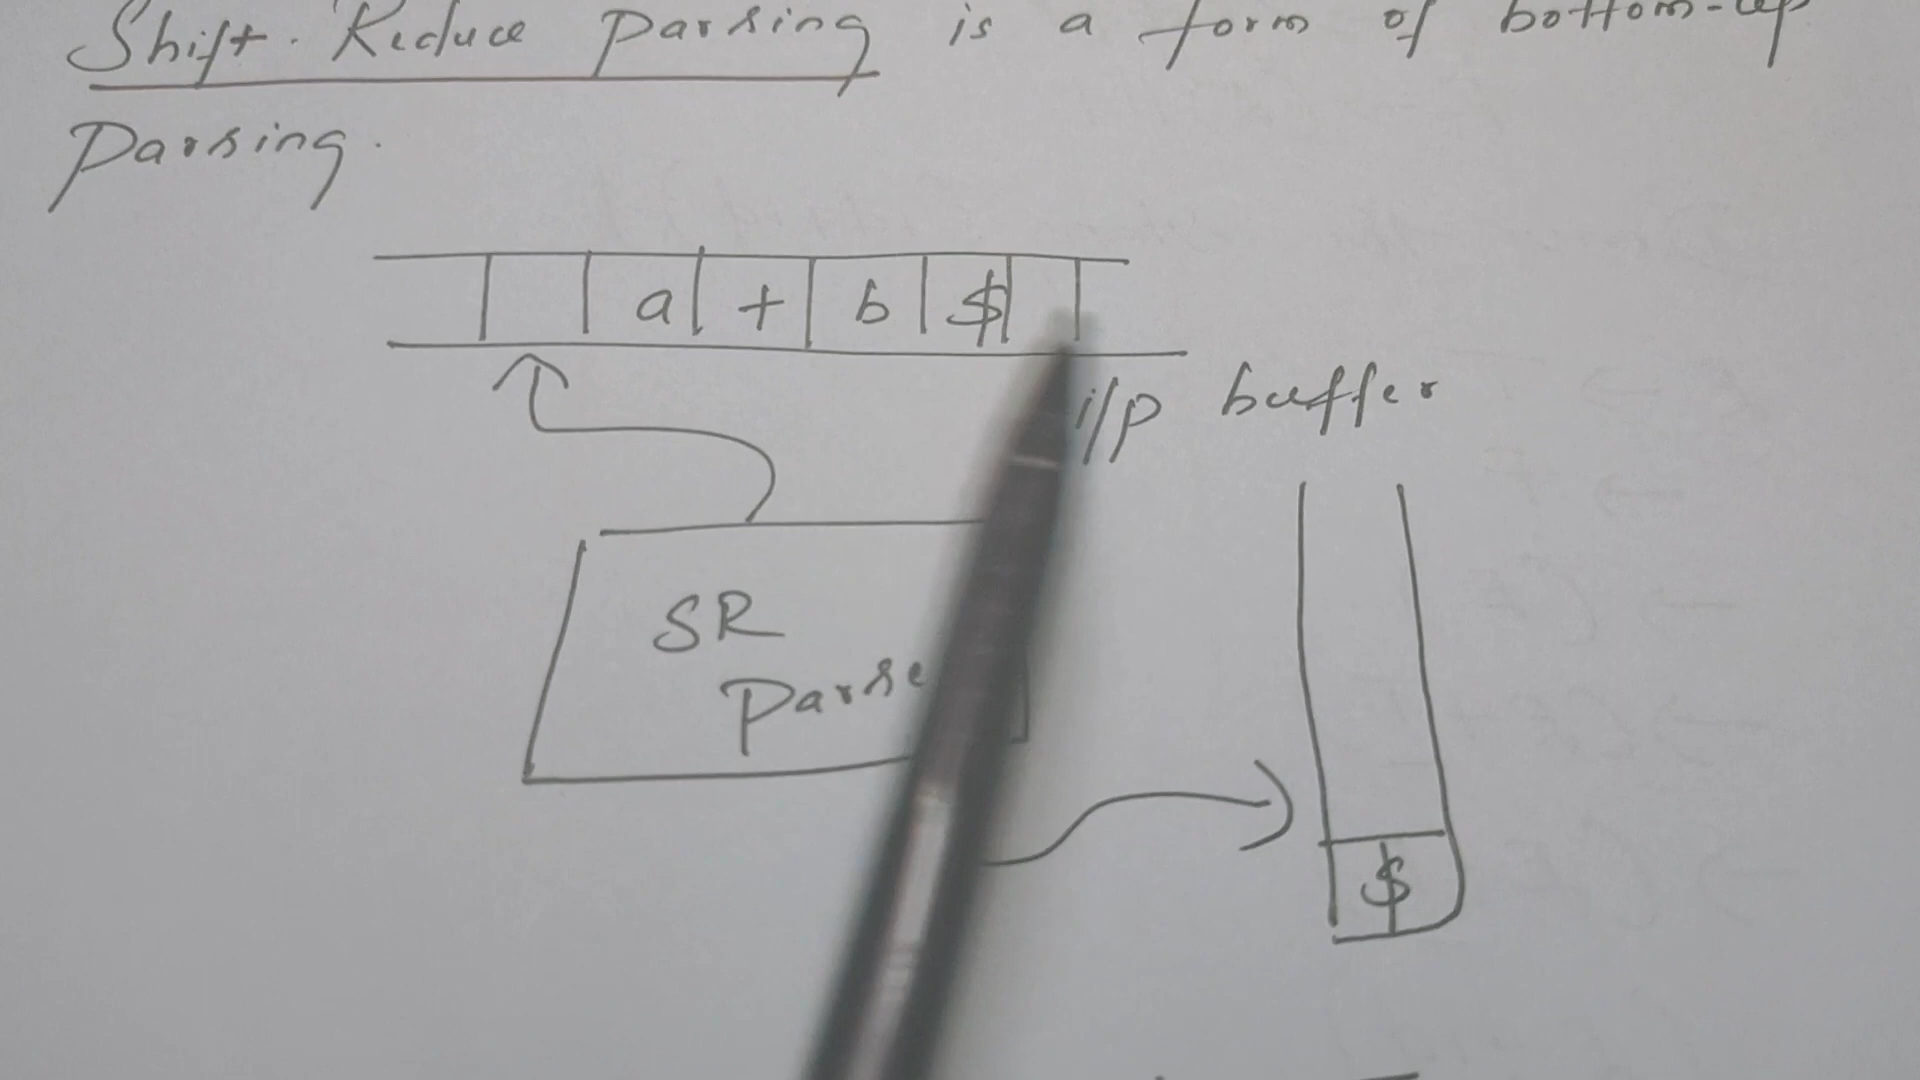 Shift-Reduce parsing is a form of bottom-up
parsing.
a + b $
i/p buffer
SR
Parse
$